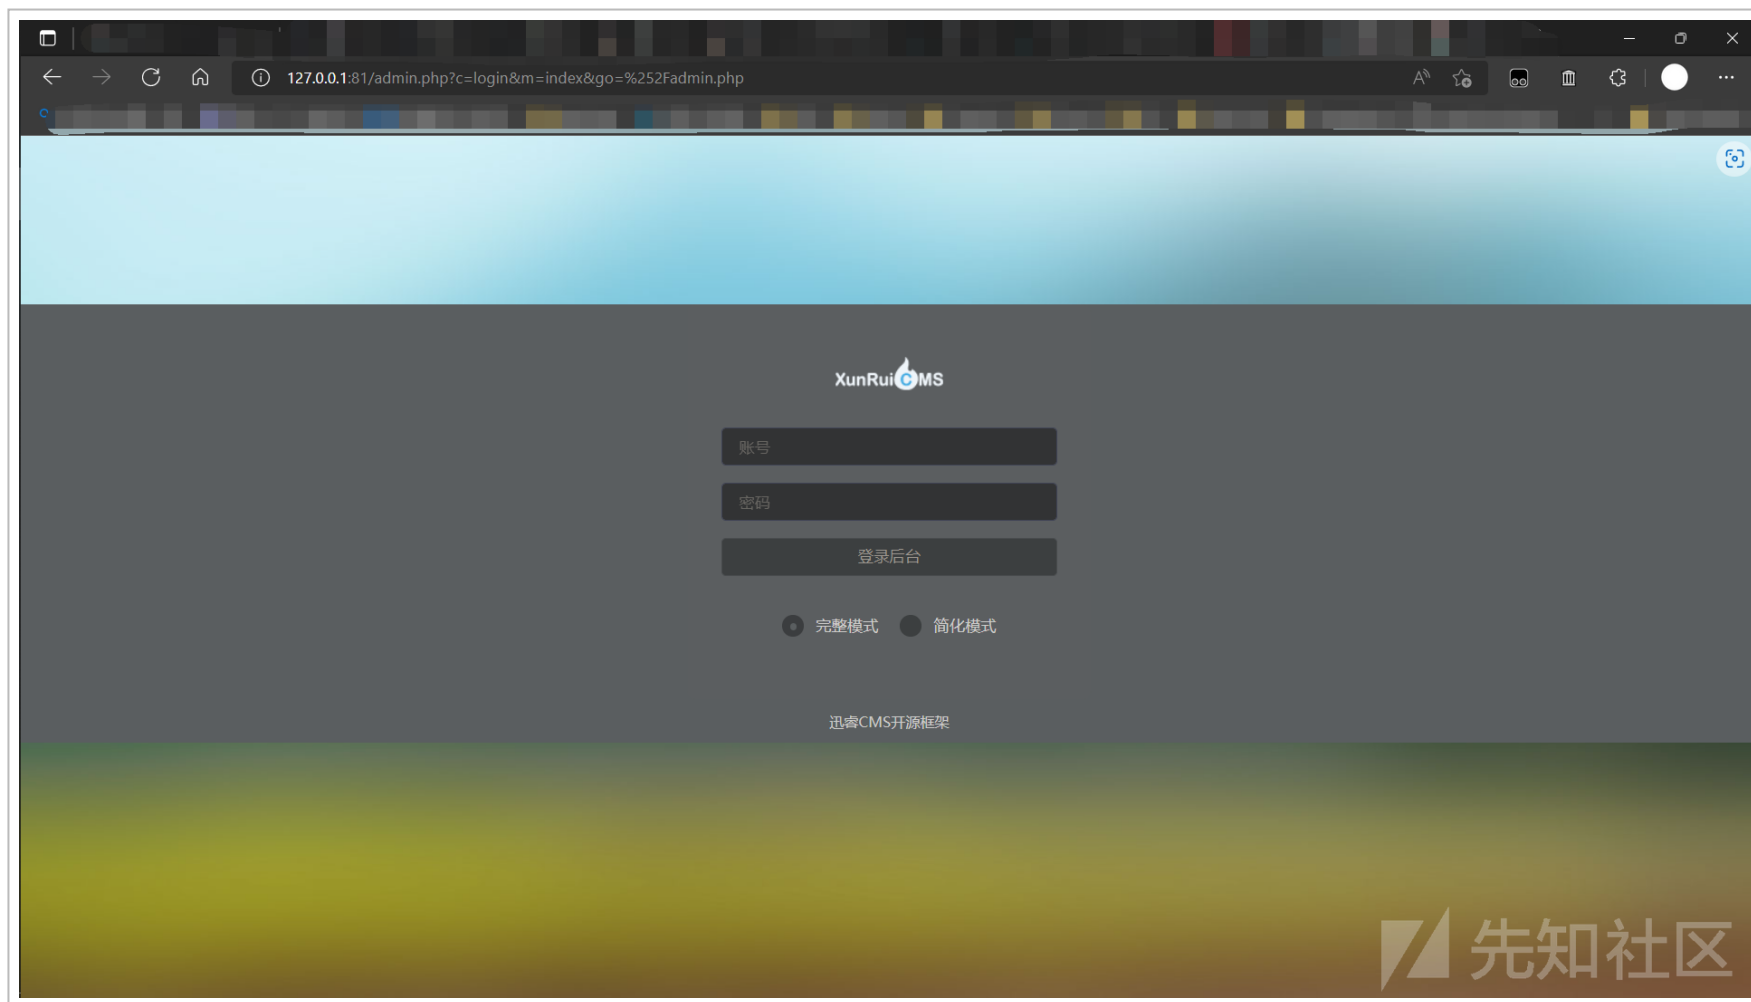 127.0.0.1:81/admin.php?c=login&m=index&go=%252Fadmin.php
XunRuiCMS
账号
密码
登录后台
完整模式 简化模式
迅睿CMS开源框架
先知社区